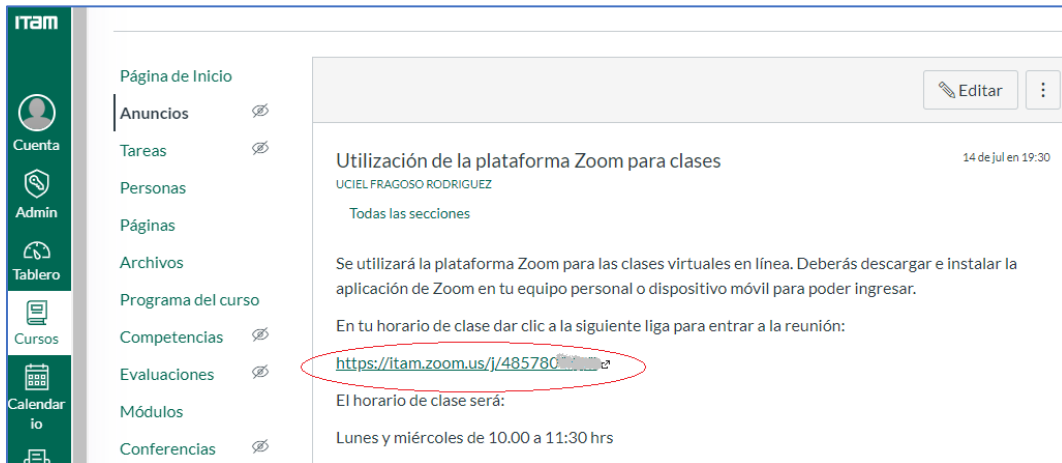 ITAM
Cuenta
Admin
Tablero
Cursos
Calendar
io
Página de Inicio
Anuncios
Tareas
Personas
Páginas
Archivos
Programa del curso
Competencias
Evaluaciones
Módulos
Conferencias
Editar
Utilización de la plataforma Zoom para clases
14 de jul en 19:30
UCIEL FRAGOSO RODRIGUEZ
Todas las secciones
Se utilizará la plataforma Zoom para las clases virtuales en línea. Deberás descargar e instalar la
aplicación de Zoom en tu equipo personal o dispositivo móvil para poder ingresar.
En tu horario de clase dar clic a la siguiente liga para entrar a la reunión:
https://itam.zoom.us/j/485780
El horario de clase será:
Lunes y miércoles de 10.00 a 11:30 hrs